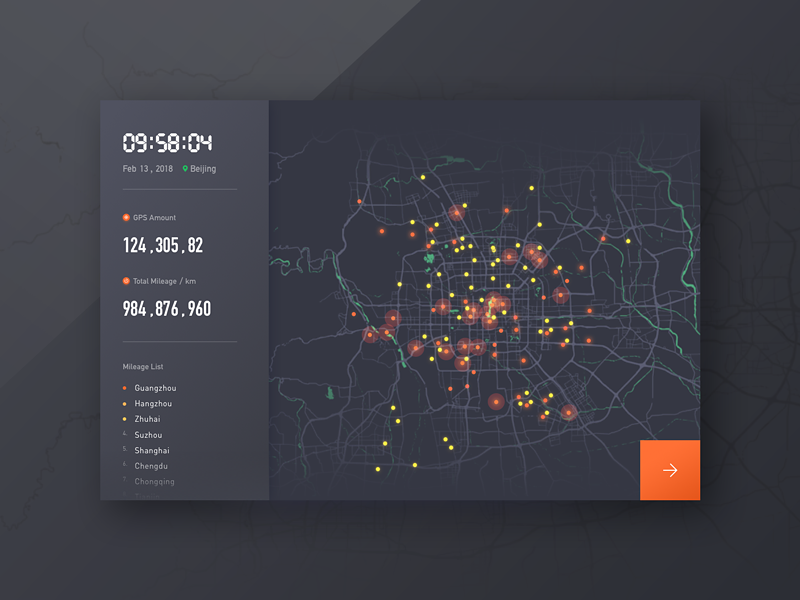 09:58:04
Feb 13 , 2018 Beijing
GPS Amount
124 ,305 , 82
Total Mileage / km
984 ,876 ,960
Mileage List
Guangzhou
Hangzhou
Zhuhai
4. Suzhou
5. Shanghai
6. Chengdu
7. Chongqing